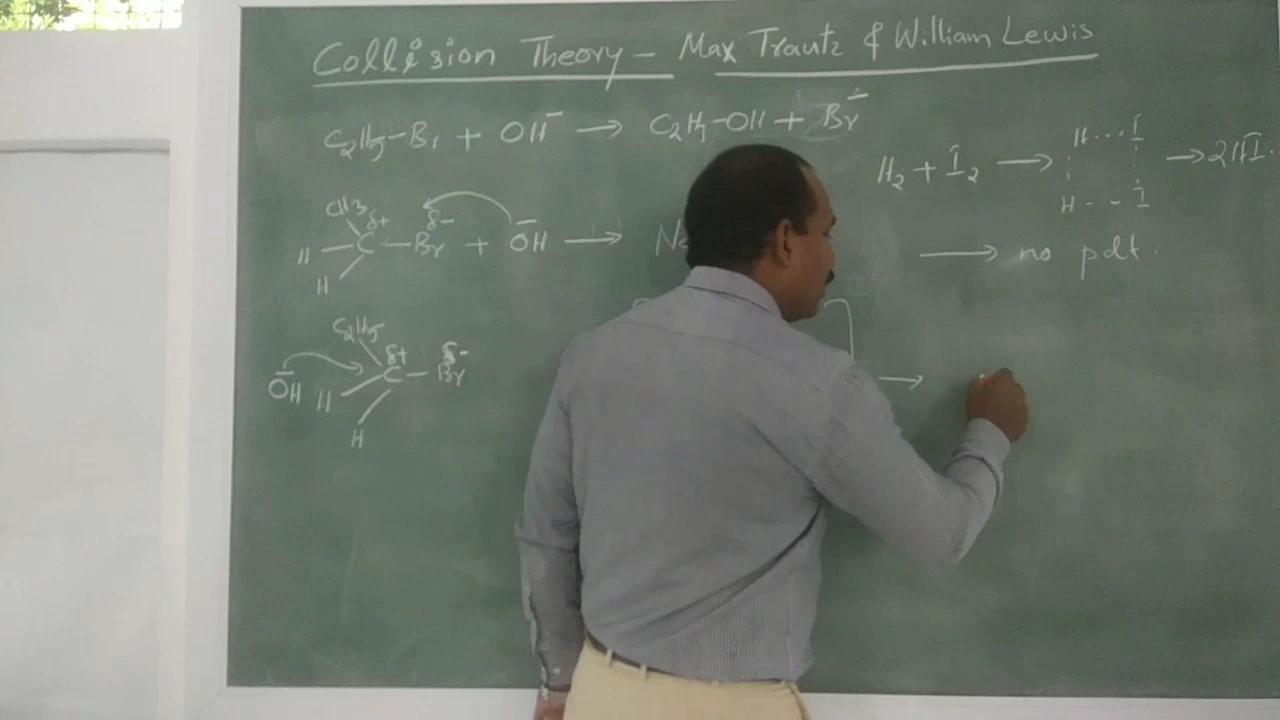 Collision Theory - Max Trautz & William Lewis
C2H5-Br + OH- → C2H5-OH + Br-
H2 + I2 → H...I → 2HI.
H - - I
CH3
H - C δ+ - Br δ- + OH- → N
H
→ no pdt.
C2H5
OH- H C δ+ - Br δ- →
H